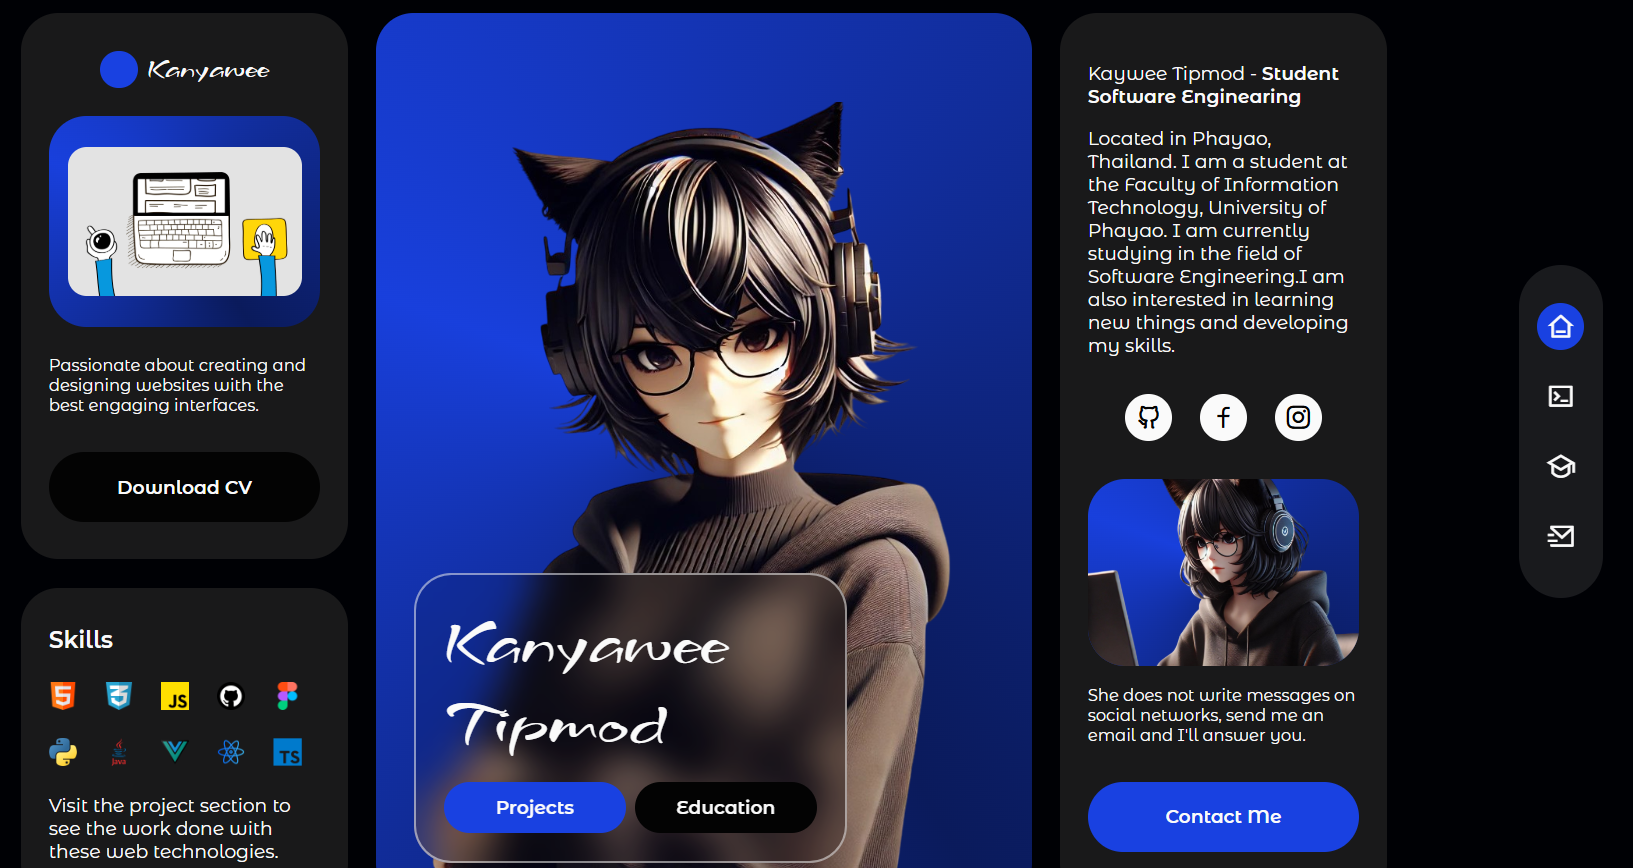 Kanyawee
Passionate about creating and
designing websites with the
best engaging interfaces.
Download CV
Skills
JS
Java
TS
Visit the project section to
see the work done with
these web technologies.
Kanyawee
Tipmod
Projects
Education
Kaywee Tipmod - Student
Software Enginearing
Located in Phayao,
Thailand. I am a student at
the Faculty of Information
Technology, University of
Phayao. I am currently
studying in the field of
Software Engineering.I am
also interested in learning
new things and developing
my skills.
She does not write messages on
social networks, send me an
email and I'll answer you.
Contact Me